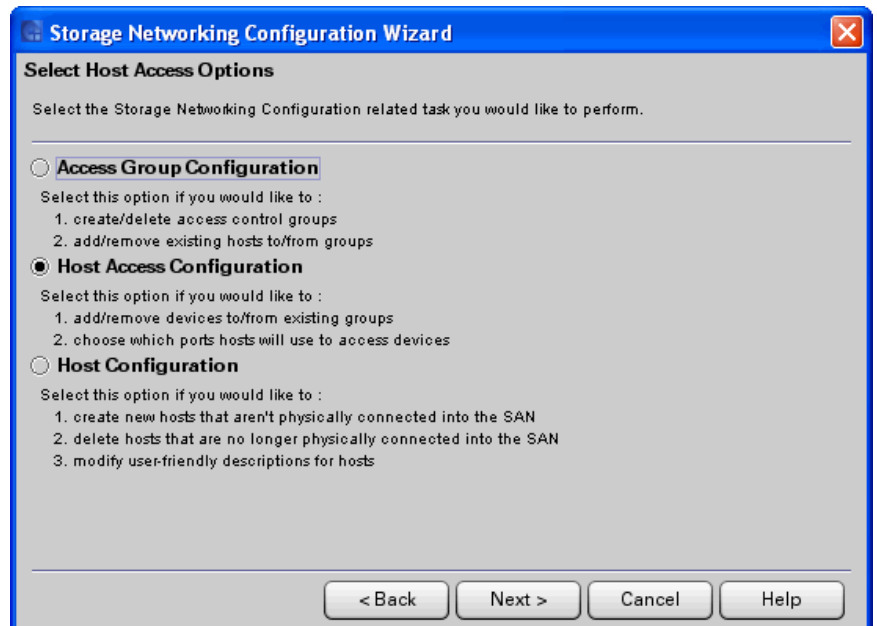 Storage Networking Configuration Wizard
Select Host Access Options
Select the Storage Networking Configuration related task you would like to perform.
Access Group Configuration
Select this option if you would like to :
1. create/delete access control groups
2. add/remove existing hosts to/from groups
Host Access Configuration
Select this option if you would like to :
1. add/remove devices to/from existing groups
2. choose which ports hosts will use to access devices
Host Configuration
Select this option if you would like to :
1. create new hosts that aren't physically connected into the SAN
2. delete hosts that are no longer physically connected into the SAN
3. modify user-friendly descriptions for hosts
< Back Next > Cancel Help